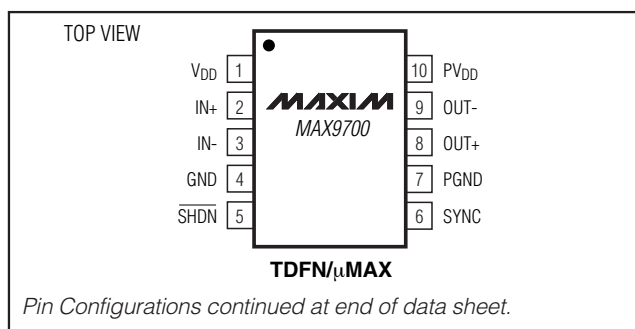 TOP VIEW
VDD 1 10 PVDD
MAXIM
IN+ 2 9 OUT-
MAX9700
IN- 3 8 OUT+
GND 4 7 PGND
SHDN 5 6 SYNC
TDFN/µMAX
Pin Configurations continued at end of data sheet.